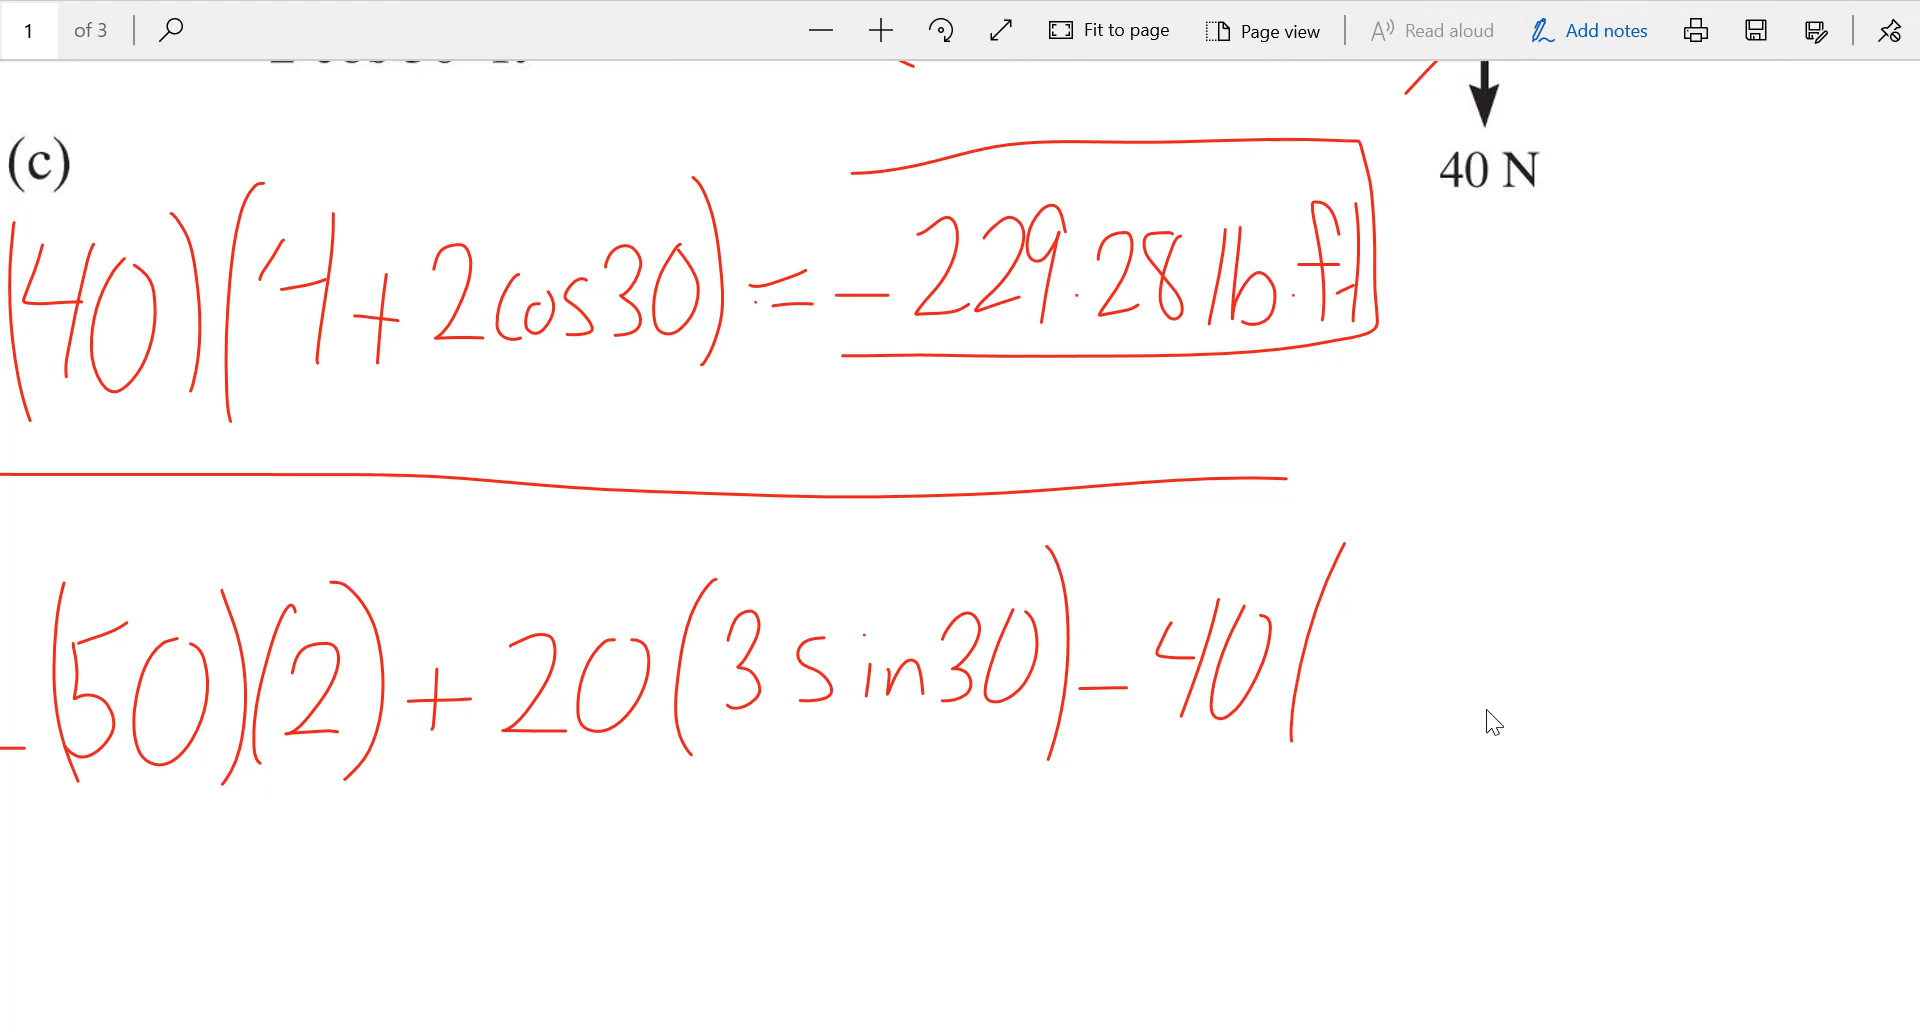 1 of 3 Fit to page Page view Read aloud Add notes
(c)
40 N
(40)(4+2cos30) = -229.28 lb.ft
-(50)(2)+20(3sin30)-40(